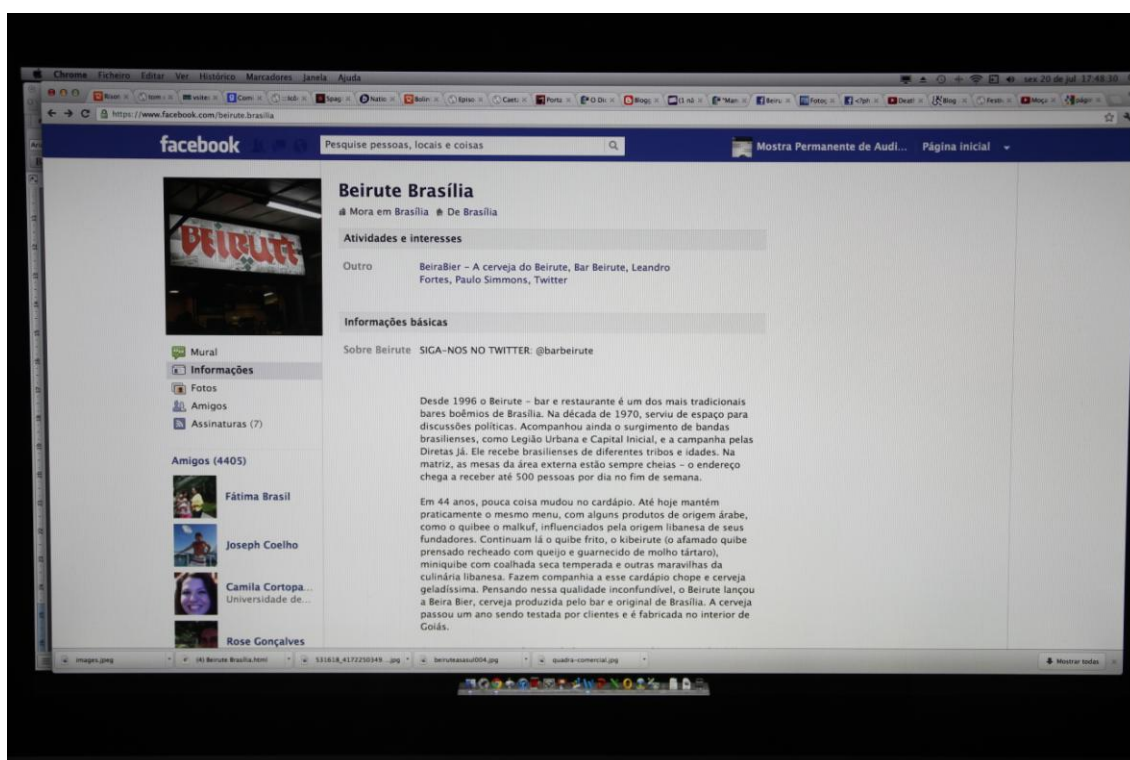 Chrome Ficheiro Editar Ver Histórico Marcadores Janela Ajuda
sex 20 de jul 17:48:30
https://www.facebook.com/beirute.brasilia
facebook
Pesquise pessoas, locais e coisas
Mostra Permanente de Audi...
Página inicial
BEIRUTE
Beirute Brasília
Mora em Brasília De Brasília
Atividades e interesses
Outro BeiraBier – A cerveja do Beirute, Bar Beirute, Leandro
Fortes, Paulo Simmons, Twitter
Informações básicas
Sobre Beirute SIGA-NOS NO TWITTER: @barbeirute
Desde 1996 o Beirute – bar e restaurante é um dos mais tradicionais
bares boêmios de Brasília. Na década de 1970, serviu de espaço para
discussões políticas. Acompanhou ainda o surgimento de bandas
brasilienses, como Legião Urbana e Capital Inicial, e a campanha pelas
Diretas Já. Ele recebe brasilienses de diferentes tribos e idades. Na
matriz, as mesas da área externa estão sempre cheias – o endereço
chega a receber até 500 pessoas por dia no fim de semana.
Em 44 anos, pouca coisa mudou no cardápio. Até hoje mantém
praticamente o mesmo menu, com alguns produtos de origem árabe,
como o quibee o malkuf, influenciados pela origem libanesa de seus
fundadores. Continuam lá o quibe frito, o kibeirute (o afamado quibe
prensado recheado com queijo e guarnecido de molho tártaro),
miniquibe com coalhada seca temperada e outras maravilhas da
culinária libanesa. Fazem companhia a esse cardápio chope e cerveja
geladíssima. Pensando nessa qualidade inconfundível, o Beirute lançou
a Beira Bier, cerveja produzida pelo bar e original de Brasília. A cerveja
passou um ano sendo testada por clientes e é fabricada no interior de
Goiás.
Mural
Informações
Fotos
Amigos
Assinaturas (7)
Amigos (4405)
Fátima Brasil
Joseph Coelho
Camila Cortopa...
Universidade de...
Rose Gonçalves
images.jpeg
(4) Beirute Brasília.html
531618_4172250348...jpg
beiruteasasul004.jpg
quadra-comercial.jpg
Mostrar todas